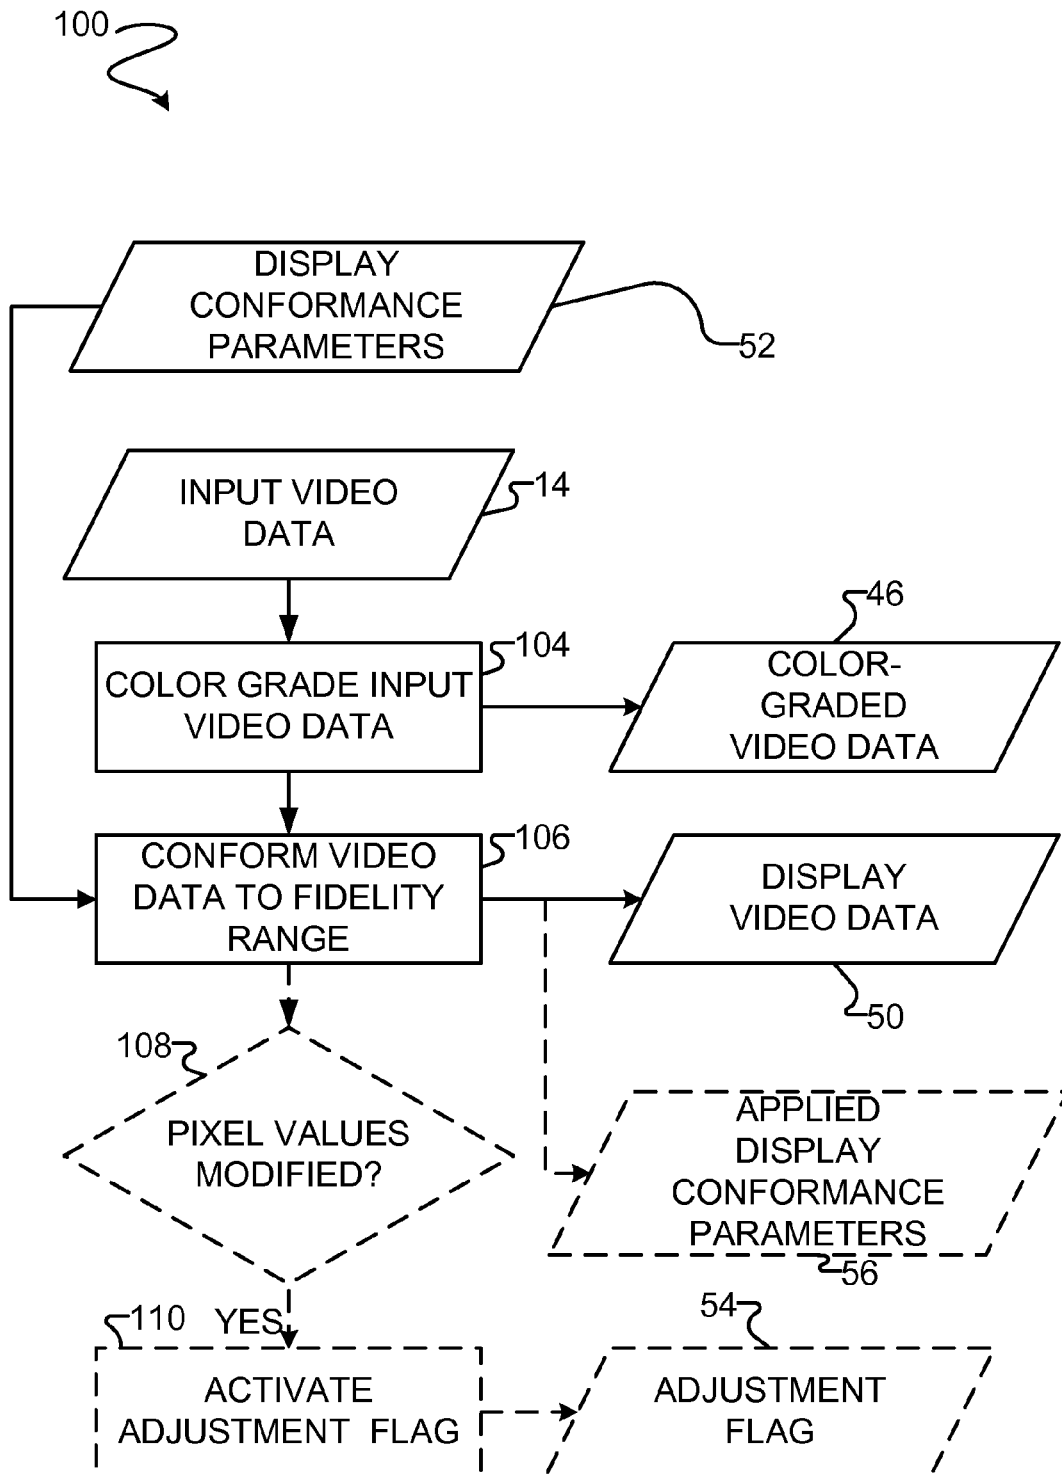 100
DISPLAY
CONFORMANCE
PARAMETERS
52
INPUT VIDEO
DATA
14
COLOR GRADE INPUT
VIDEO DATA
104
46
COLOR-
GRADED
VIDEO DATA
CONFORM VIDEO
DATA TO FIDELITY
RANGE
106
DISPLAY
VIDEO DATA
50
108
PIXEL VALUES
MODIFIED?
APPLIED
DISPLAY
CONFORMANCE
PARAMETERS
56
110
YES
54
ACTIVATE
ADJUSTMENT FLAG
ADJUSTMENT
FLAG